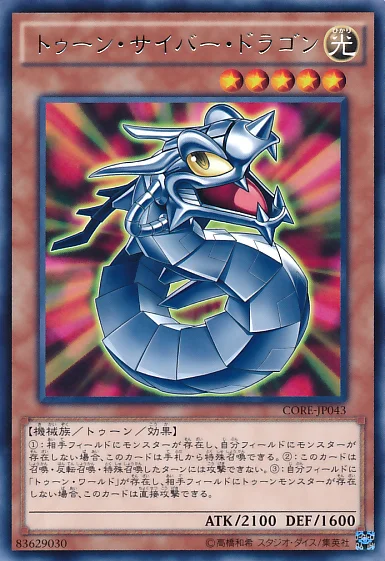 トゥーン・サイバー・ドラゴン
光
ひかり
CORE-JP043
【機械族／トゥーン／効果】
①：相手フィールドにモンスターが存在し、自分フィールドにモンスターが
存在しない場合、このカードは手札から特殊召喚できる。②：このカードは
召喚・反転召喚・特殊召喚したターンには攻撃できない。③：自分フィールドに
「トゥーン・ワールド」が存在し、相手フィールドにトゥーンモンスターが存在
しない場合、このカードは直接攻撃できる。
ATK/2100 DEF/1600
83629030
©高橋和希 スタジオ・ダイス/集英社